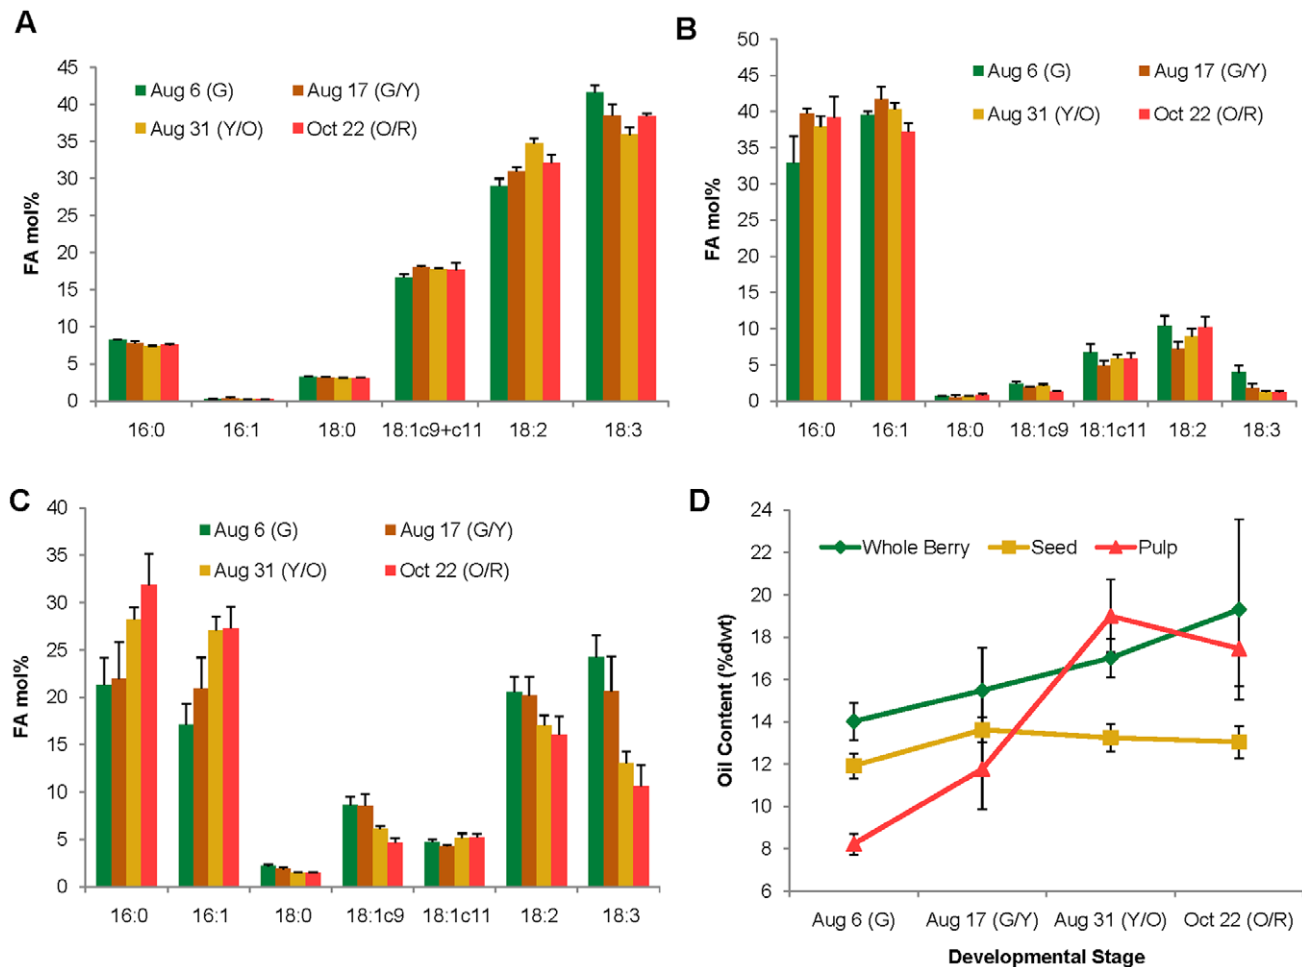 A
45
40
35
30
25
20
15
10
5
0
FA mol%
Aug 6 (G)
Aug 17 (G/Y)
Aug 31 (Y/O)
Oct 22 (O/R)
16:0
16:1
18:0
18:1c9+c11
18:2
18:3
B
50
45
40
35
30
25
20
15
10
5
0
FA mol%
Aug 6 (G)
Aug 17 (G/Y)
Aug 31 (Y/O)
Oct 22 (O/R)
16:0
16:1
18:0
18:1c9
18:1c11
18:2
18:3
C
40
35
30
25
20
15
10
5
0
FA mol%
Aug 6 (G)
Aug 17 (G/Y)
Aug 31 (Y/O)
Oct 22 (O/R)
16:0
16:1
18:0
18:1c9
18:1c11
18:2
18:3
D
24
22
20
18
16
14
12
10
8
6
Oil Content (%dwt)
Whole Berry
Seed
Pulp
Aug 6 (G)
Aug 17 (G/Y)
Aug 31 (Y/O)
Oct 22 (O/R)
Developmental Stage